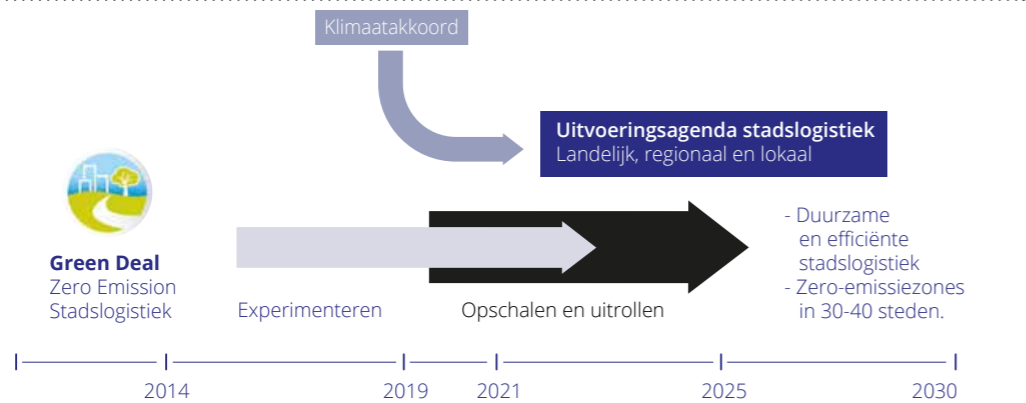 Klimaatakkoord
Uitvoeringsagenda stadslogistiek
Landelijk, regionaal en lokaal
Green Deal
Zero Emission
Stadslogistiek
Experimenteren
Opschalen en uitrollen
- Duurzame
en efficiënte
stadslogistiek
- Zero-emissiezones
in 30-40 steden.
2014
2019
2021
2025
2030